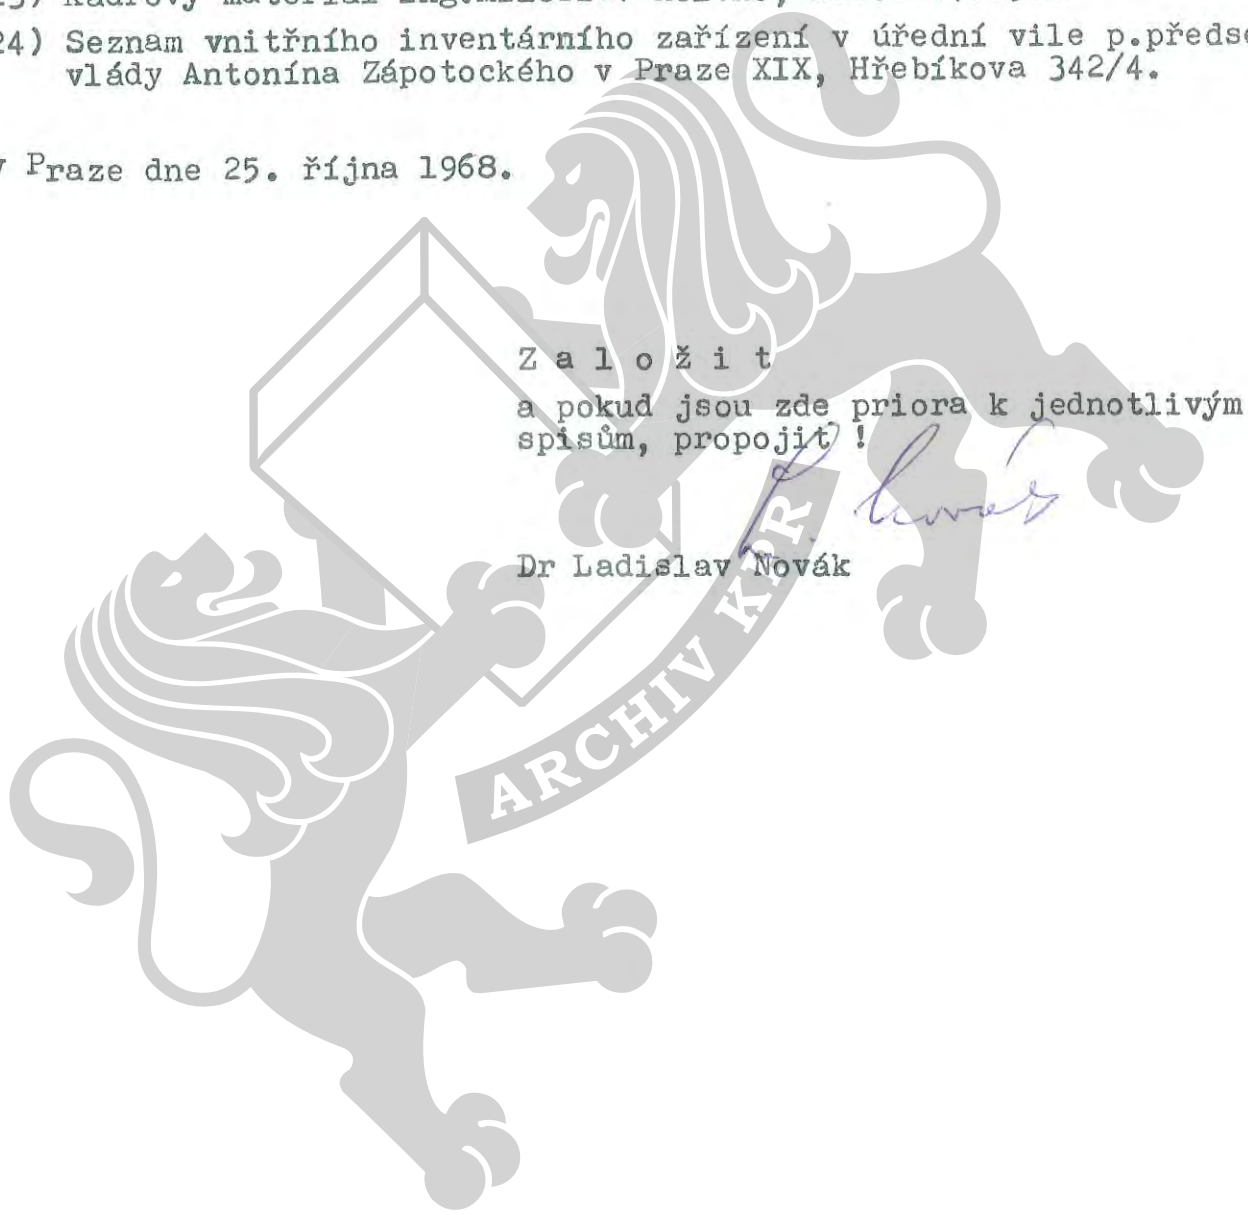 24) Seznam vnitřního inventárního zařízení v úřední vile p.předse
vlády Antonína Zápotockého v Praze XIX, Hřebíkova 342/4.
V Praze dne 25. října 1968.
Z a l o ž i t
a pokud jsou zde priora k jednotlivým
spisům, propojit !
Dr Ladislav Novák
ARCHIV KPR